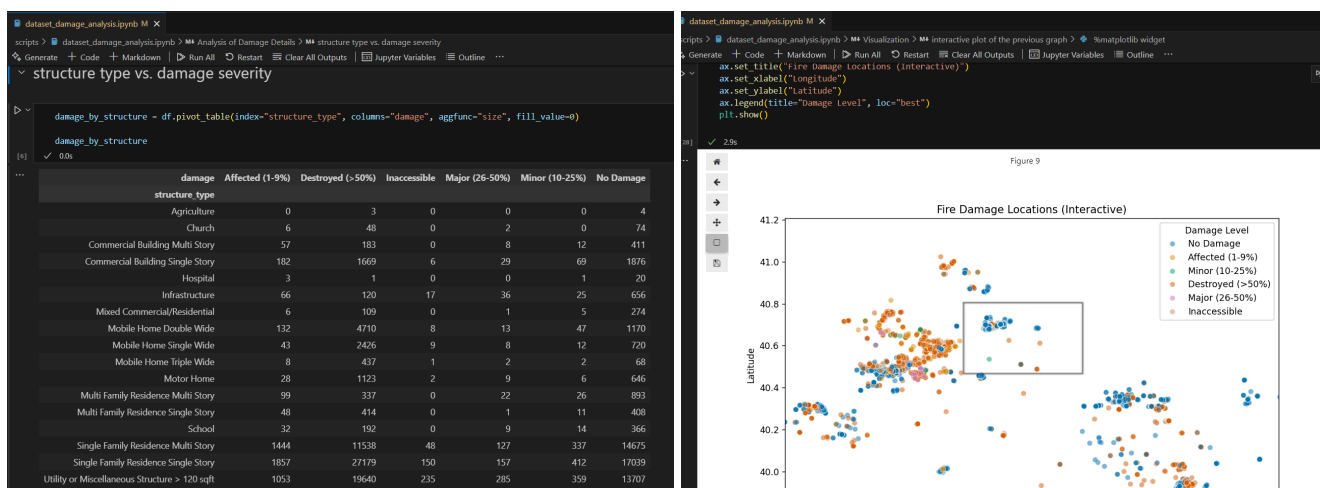 dataset_damage_analysis.ipynb M ×
scripts > dataset_damage_analysis.ipynb > M↓ Analysis of Damage Details > M↓ structure type vs. damage severity
Generate + Code + Markdown | Run All Restart Clear All Outputs | Jupyter Variables Outline ...
structure type vs. damage severity
damage_by_structure = df.pivot_table(index="structure_type", columns="damage", aggfunc="size", fill_value=0)
damage_by_structure
[6] ✓ 0.0s
...
damage Affected (1-9%) Destroyed (>50%) Inaccessible Major (26-50%) Minor (10-25%) No Damage
structure_type
Agriculture 0 3 0 0 0 4
Church 6 48 0 2 0 74
Commercial Building Multi Story 57 183 0 8 12 411
Commercial Building Single Story 182 1669 6 29 69 1876
Hospital 3 1 0 0 1 20
Infrastructure 66 120 17 36 25 656
Mixed Commercial/Residential 6 109 0 1 5 274
Mobile Home Double Wide 132 4710 8 13 47 1170
Mobile Home Single Wide 43 2426 9 8 12 720
Mobile Home Triple Wide 8 437 1 2 2 68
Motor Home 28 1123 2 9 6 646
Multi Family Residence Multi Story 99 337 0 22 26 893
Multi Family Residence Single Story 48 414 0 1 11 408
School 32 192 0 9 14 366
Single Family Residence Multi Story 1444 11538 48 127 337 14675
Single Family Residence Single Story 1857 27179 150 157 412 17039
Utility or Miscellaneous Structure > 120 sqft 1053 19640 235 285 359 13707
dataset_damage_analysis.ipynb M ×
cripts > dataset_damage_analysis.ipynb > M↓ Visualization > M↓ interactive plot of the previous graph > %matplotlib widget
Generate + Code + Markdown | Run All Restart Clear All Outputs | Jupyter Variables Outline ...
ax.set_title("Fire Damage Locations (Interactive)")
ax.set_xlabel("Longitude")
ax.set_ylabel("Latitude")
ax.legend(title="Damage Level", loc="best")
plt.show()
✓ 2.9s
Figure 9
Fire Damage Locations (Interactive)
41.2
41.0
40.8
40.6
40.4
40.2
40.0
Latitude
Damage Level
No Damage
Affected (1-9%)
Minor (10-25%)
Destroyed (>50%)
Major (26-50%)
Inaccessible